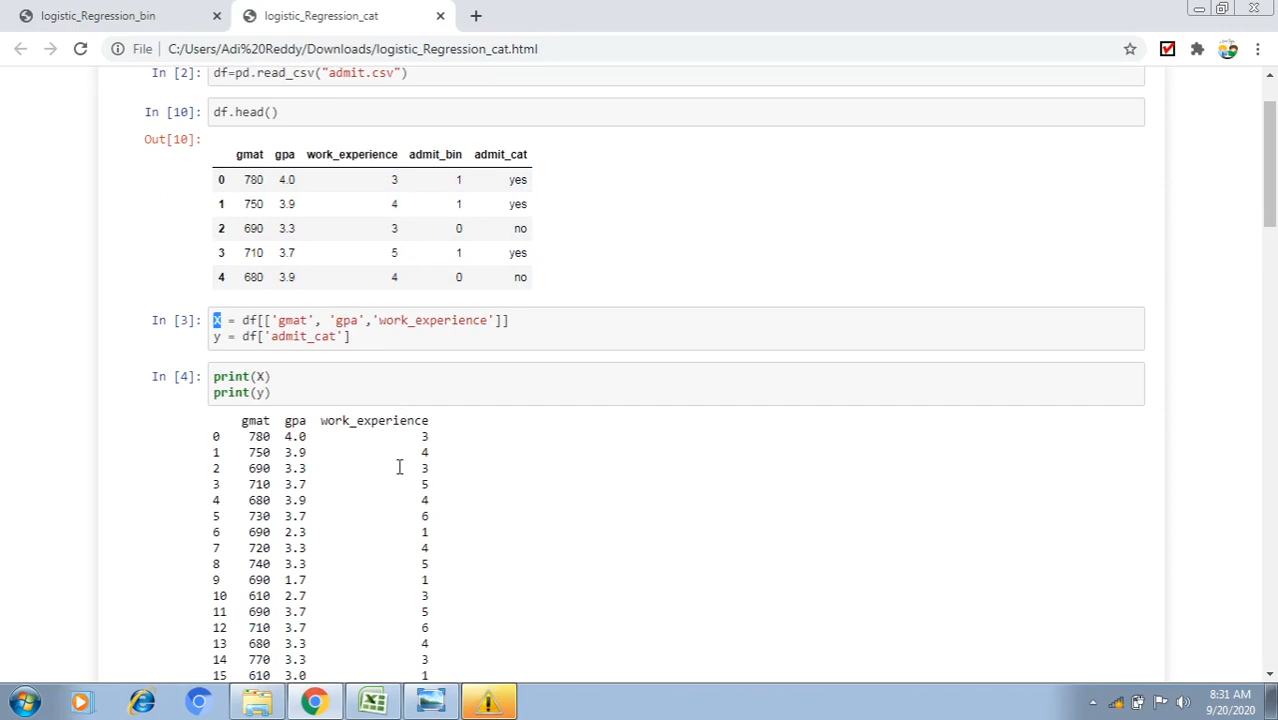 logistic_Regression_bin
logistic_Regression_cat
File
C:/Users/Adi%20Reddy/Downloads/logistic_Regression_cat.html
In [2]: df=pd.read_csv("admit.csv")
In [10]: df.head()
Out[10]:
gmat gpa work_experience admit_bin admit_cat
0 780 4.0 3 1 yes
1 750 3.9 4 1 yes
2 690 3.3 3 0 no
3 710 3.7 5 1 yes
4 680 3.9 4 0 no
In [3]: X = df[['gmat', 'gpa','work_experience']]
y = df['admit_cat']
In [4]: print(X)
print(y)
gmat gpa work_experience
0 780 4.0 3
1 750 3.9 4
2 690 3.3 3
3 710 3.7 5
4 680 3.9 4
5 730 3.7 6
6 690 2.3 1
7 720 3.3 4
8 740 3.3 5
9 690 1.7 1
10 610 2.7 3
11 690 3.7 5
12 710 3.7 6
13 680 3.3 4
14 770 3.3 3
15 610 3.0 1
8:31 AM
9/20/2020